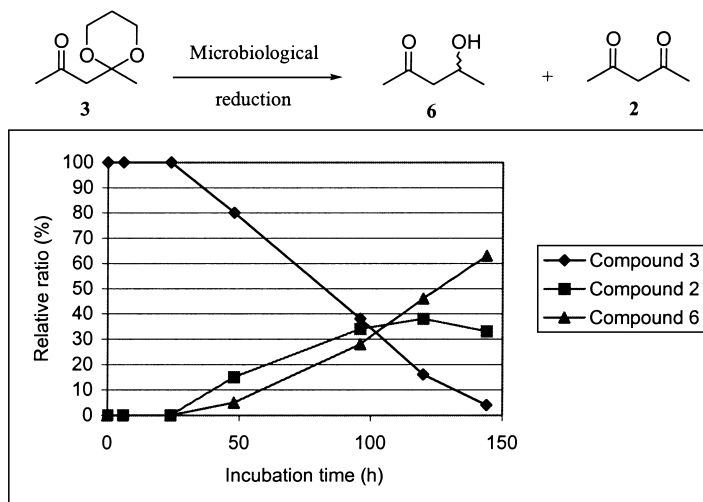 O O O Microbiological O OH O O
reduction +
3 6 2
100
90
80
70
60
50
40
30
20
10
0
0 50 100 150
Relative ratio (%)
Incubation time (h)
Compound 3
Compound 2
Compound 6